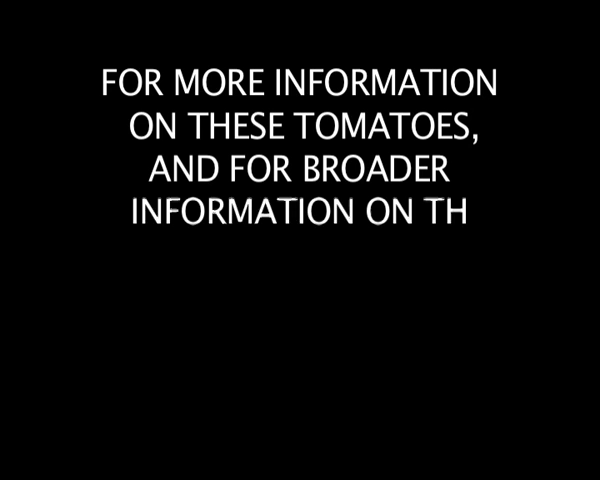 FOR MORE INFORMATION
ON THESE TOMATOES,
AND FOR BROADER
INFORMATION ON TH